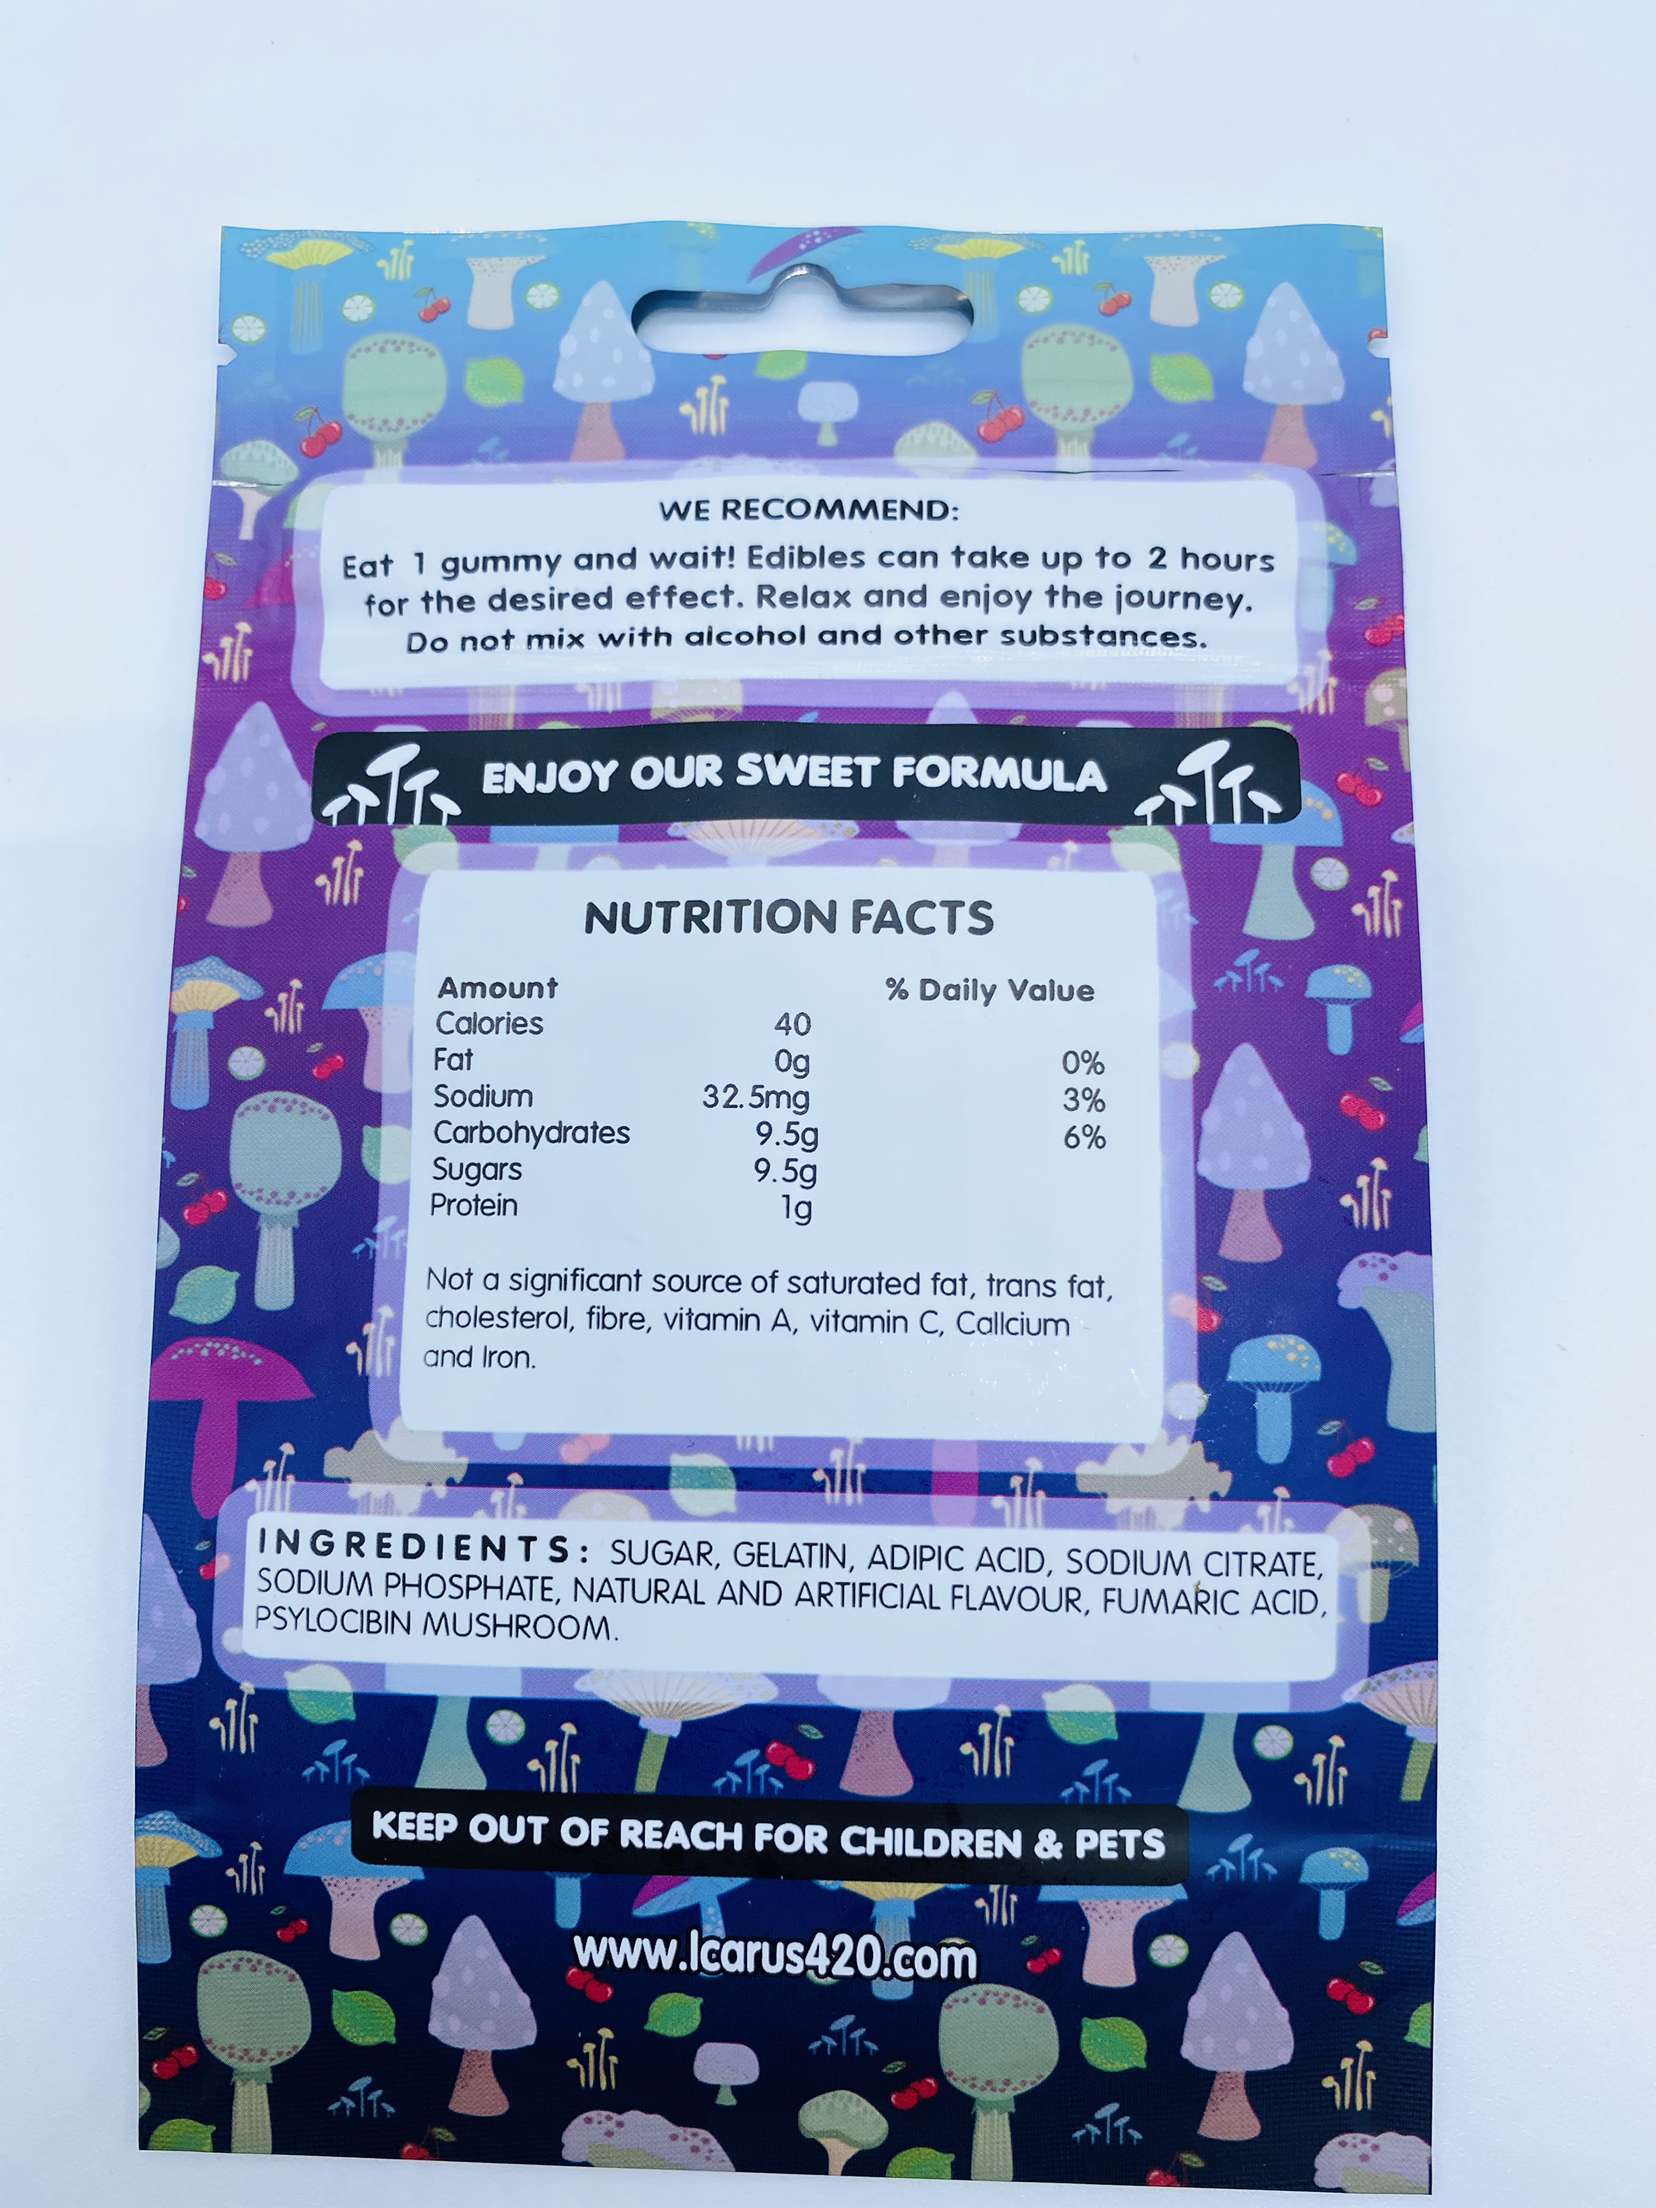 WE RECOMMEND:
Eat 1 gummy and wait! Edibles can take up to 2 hours
for the desired effect. Relax and enjoy the journey.
Do not mix with alcohol and other substances.
ENJOY OUR SWEET FORMULA
NUTRITION FACTS
Amount % Daily Value
Calories 40
Fat 0g 0%
Sodium 32.5mg 3%
Carbohydrates 9.5g 6%
Sugars 9.5g
Protein 1g
Not a significant source of saturated fat, trans fat,
cholesterol, fibre, vitamin A, vitamin C, Callcium
and Iron.
INGREDIENTS: SUGAR, GELATIN, ADIPIC ACID, SODIUM CITRATE,
SODIUM PHOSPHATE, NATURAL AND ARTIFICIAL FLAVOUR, FUMARIC ACID,
PSYLOCIBIN MUSHROOM.
KEEP OUT OF REACH FOR CHILDREN & PETS
www.Icarus420.com